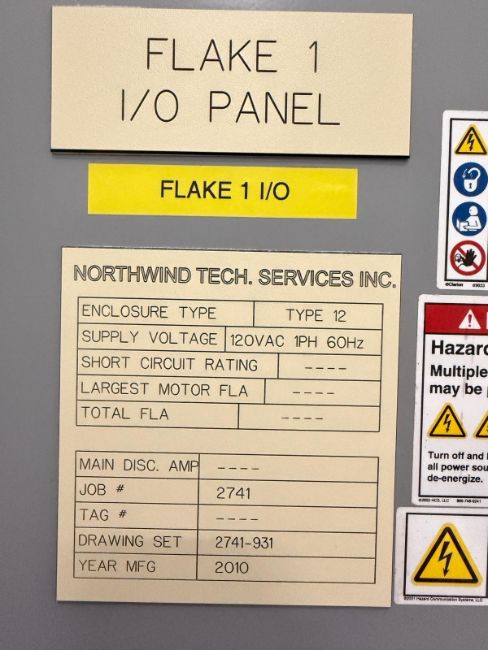 FLAKE 1
I/O PANEL
FLAKE 1 I/O
NORTHWIND TECH. SERVICES INC.
ENCLOSURE TYPE TYPE 12
SUPPLY VOLTAGE 120VAC 1PH 60Hz
SHORT CIRCUIT RATING ----
LARGEST MOTOR FLA ----
TOTAL FLA ----
MAIN DISC. AMP ----
JOB # 2741
TAG # ----
DRAWING SET 2741-931
YEAR MFG 2010
©Clarion
Hazard
Multiple
may be
Turn off and
all power
de-energize.